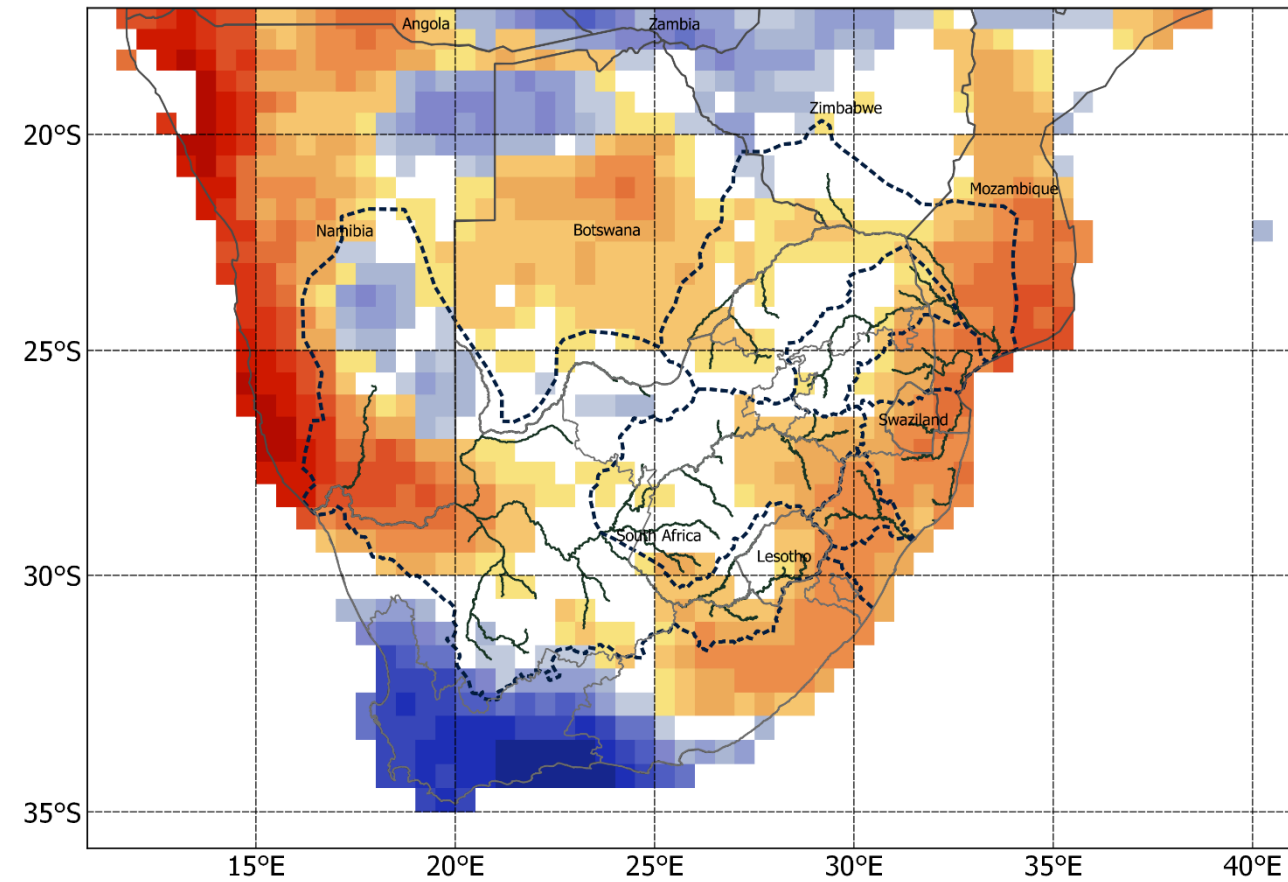 Angola
Zambia
Zimbabwe
20°S
Mozambique
Namibia
Botswana
25°S
Swaziland
South Africa
Lesotho
30°S
35°S
15°E
20°E
25°E
30°E
35°E
40°E